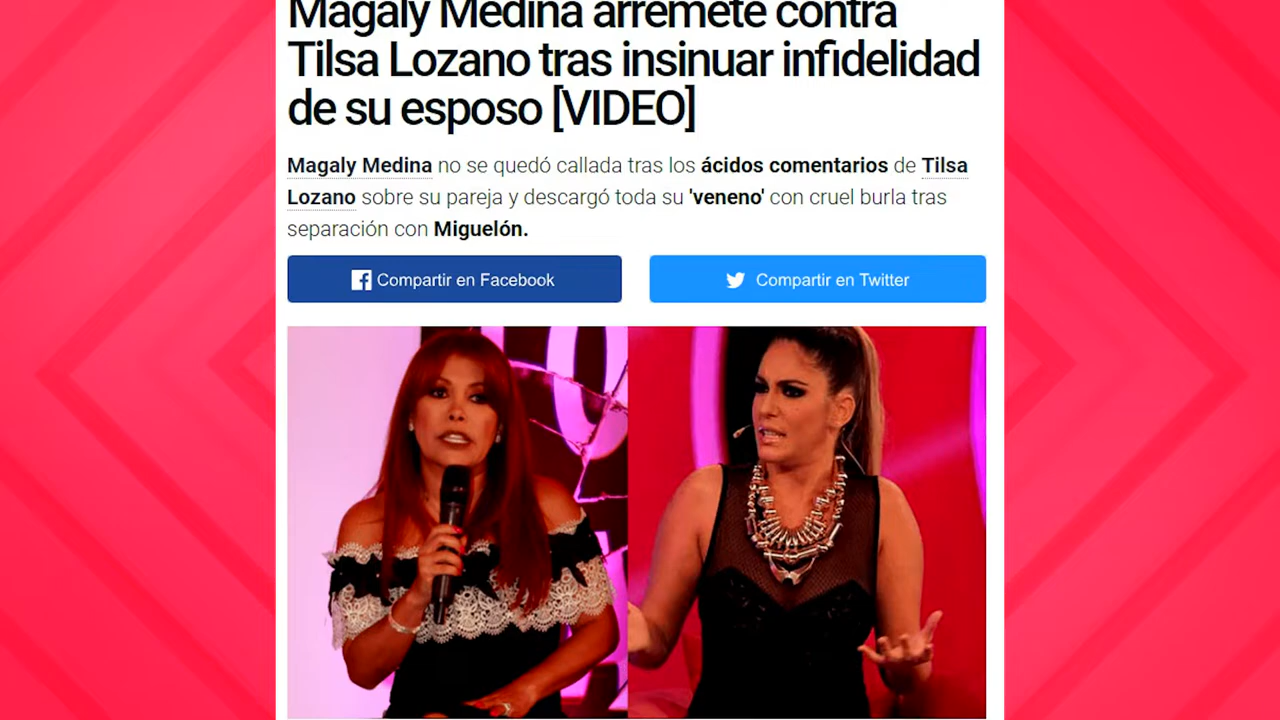 Magaly Medina arremete contra
Tilsa Lozano tras insinuar infidelidad
de su esposo [VIDEO]
Magaly Medina no se quedó callada tras los ácidos comentarios de Tilsa
Lozano sobre su pareja y descargó toda su 'veneno' con cruel burla tras
separación con Miguelón.
Compartir en Facebook
Compartir en Twitter